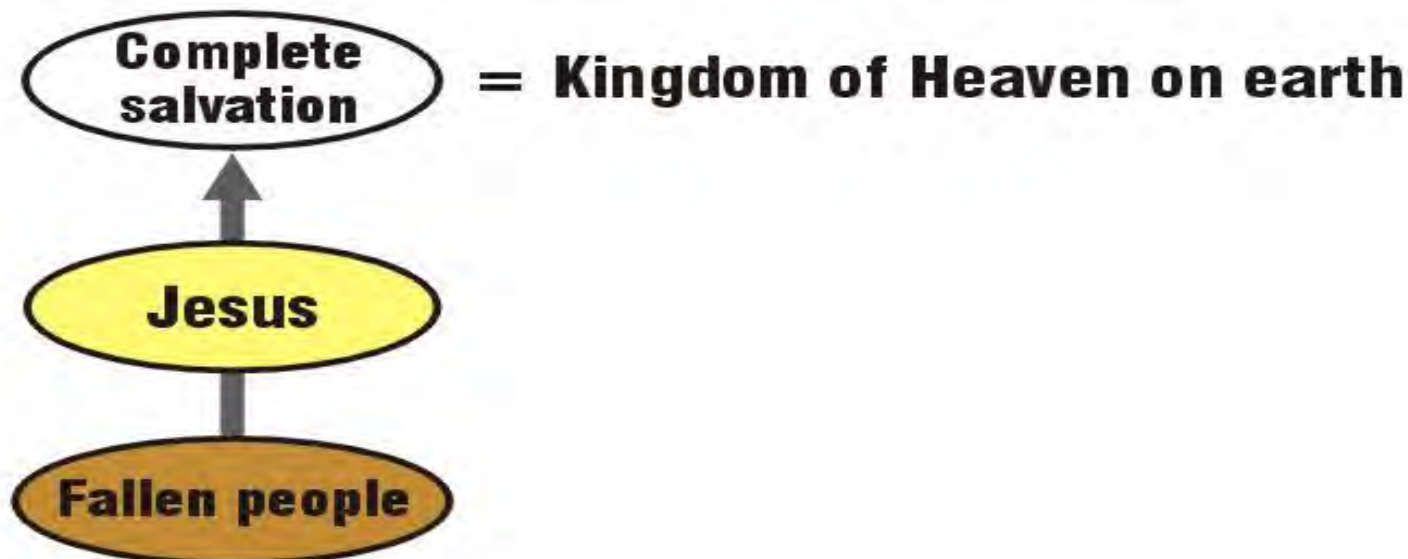 Complete
salvation
= Kingdom of Heaven on earth
Jesus
Fallen people